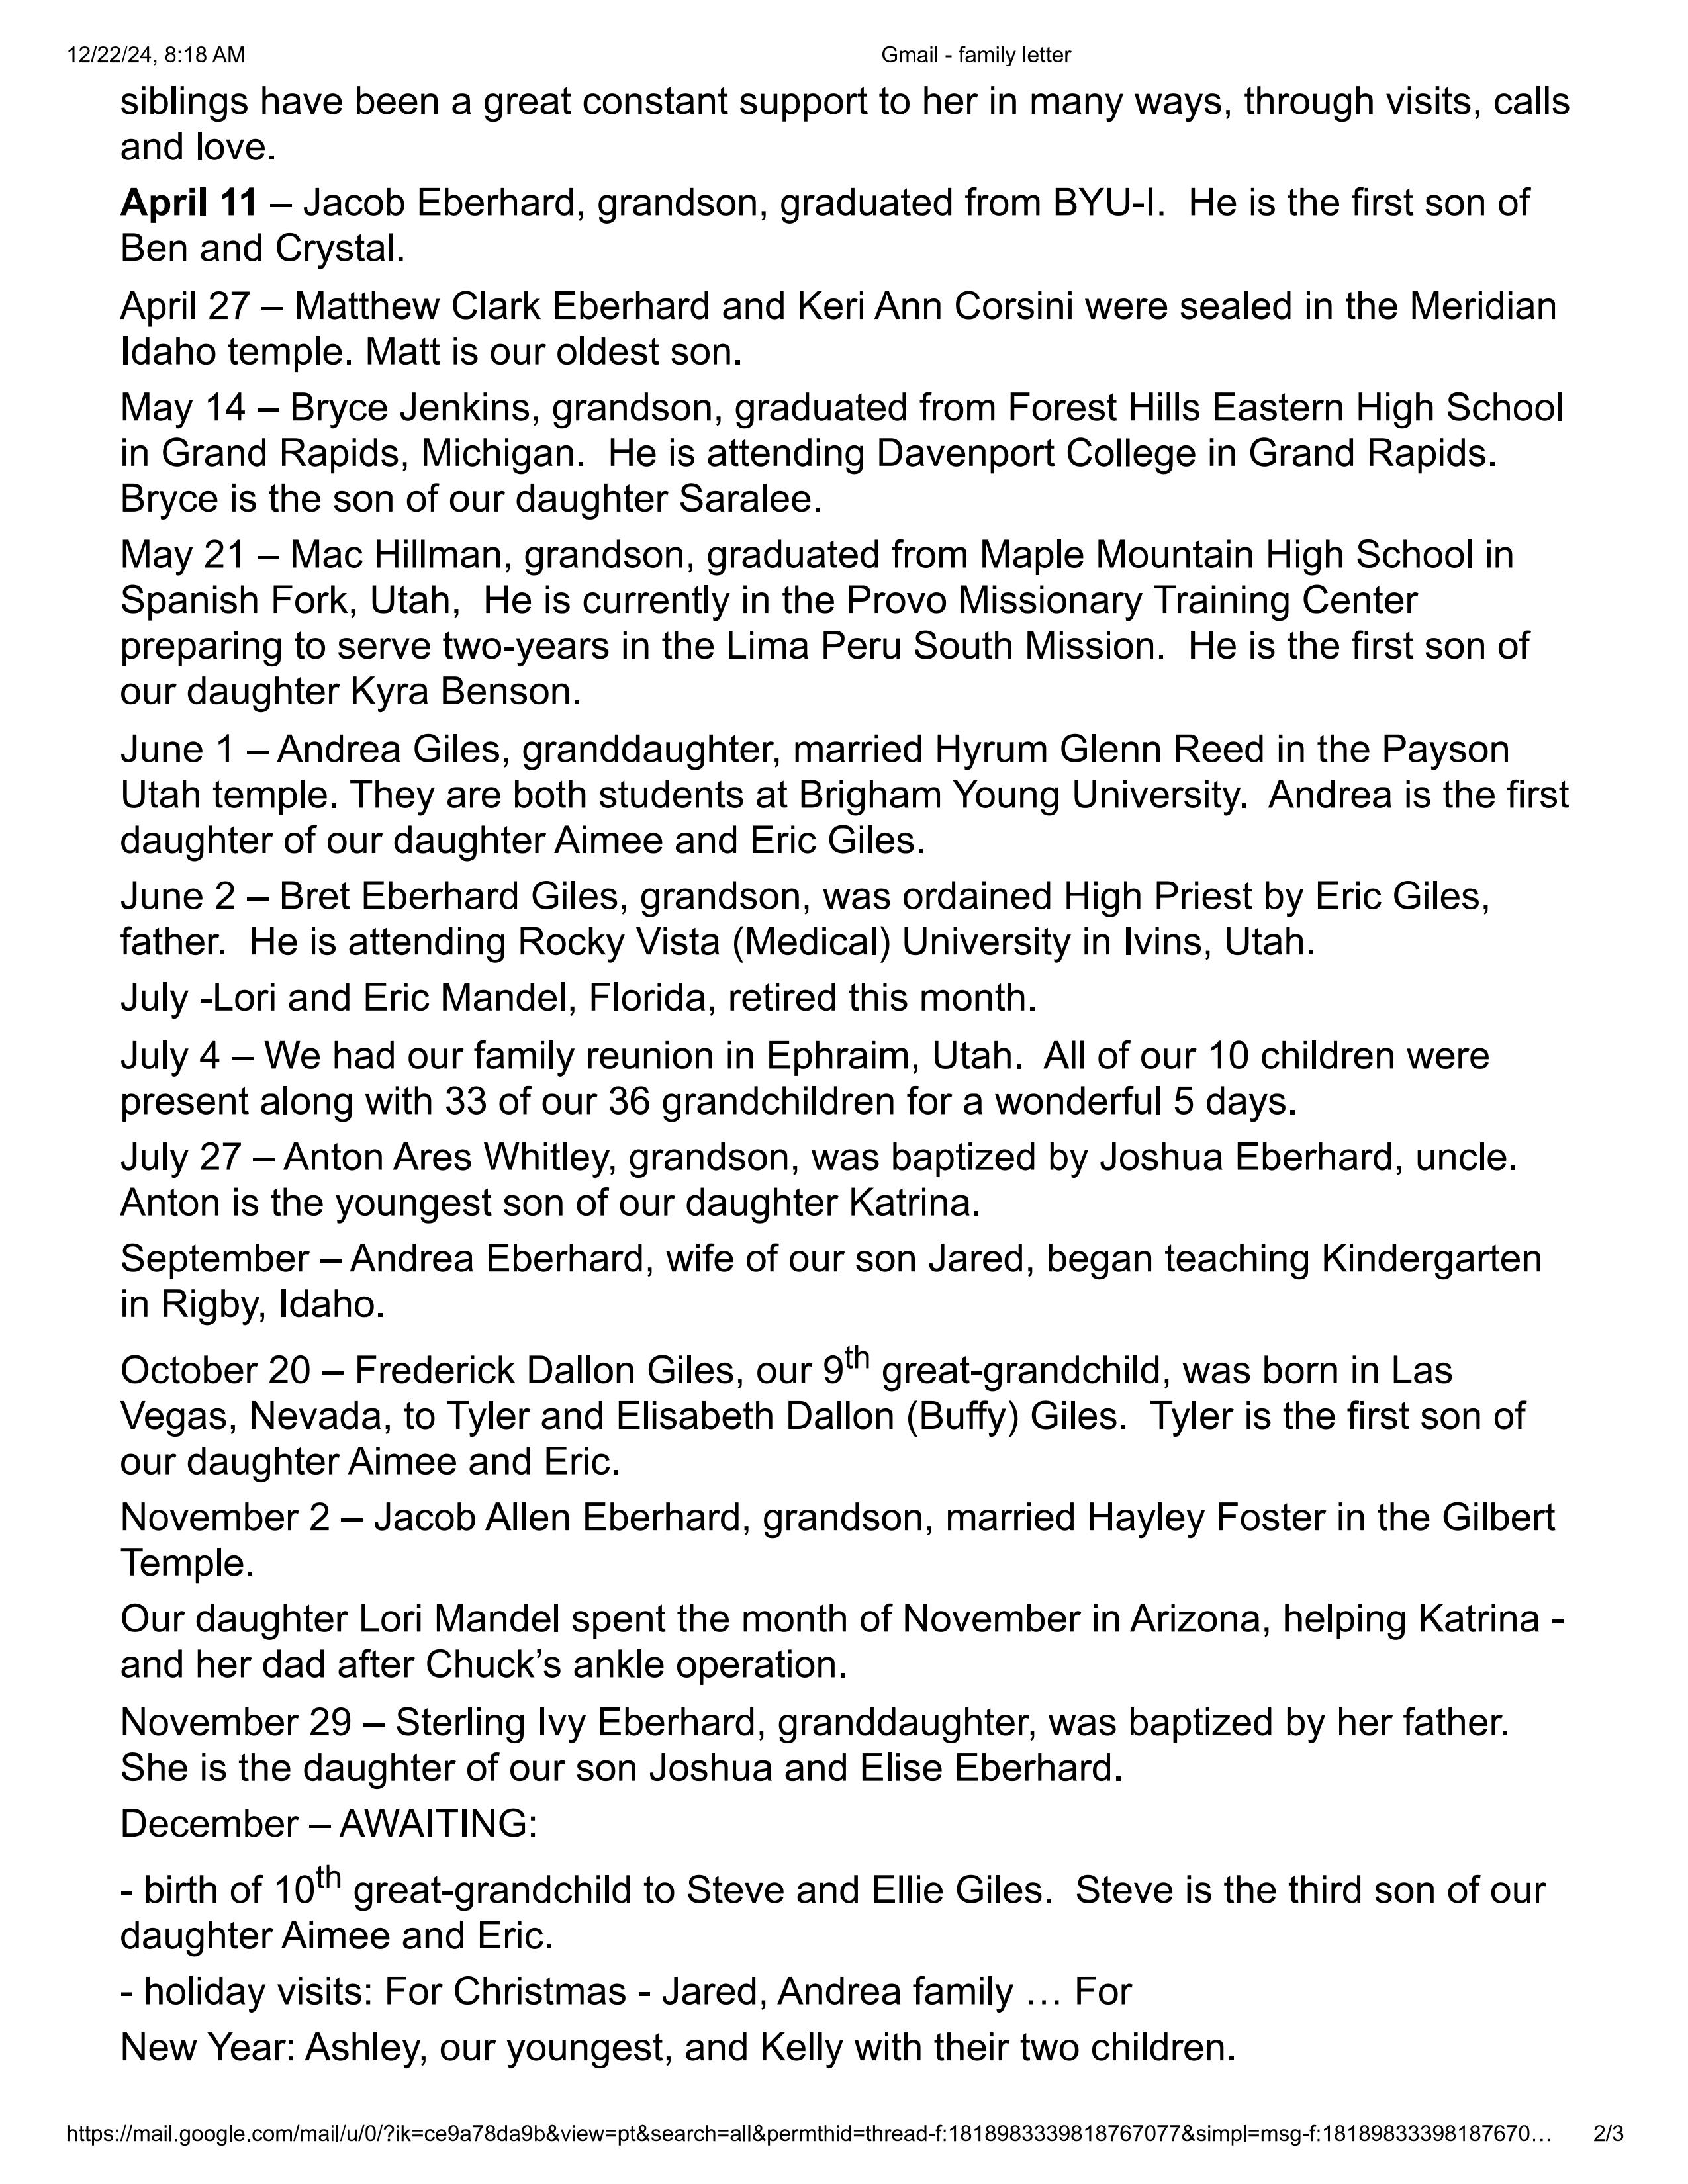 12/22/24, 8:18 AM Gmail - family letter
siblings have been a great constant support to her in many ways, through visits, calls
and love.
April 11 – Jacob Eberhard, grandson, graduated from BYU-I.  He is the first son of
Ben and Crystal.
April 27 – Matthew Clark Eberhard and Keri Ann Corsini were sealed in the Meridian
Idaho temple. Matt is our oldest son.
May 14 – Bryce Jenkins, grandson, graduated from Forest Hills Eastern High School
in Grand Rapids, Michigan.  He is attending Davenport College in Grand Rapids.
Bryce is the son of our daughter Saralee.
May 21 – Mac Hillman, grandson, graduated from Maple Mountain High School in
Spanish Fork, Utah,  He is currently in the Provo Missionary Training Center
preparing to serve two-years in the Lima Peru South Mission.  He is the first son of
our daughter Kyra Benson.
June 1 – Andrea Giles, granddaughter, married Hyrum Glenn Reed in the Payson
Utah temple. They are both students at Brigham Young University.  Andrea is the first
daughter of our daughter Aimee and Eric Giles.
June 2 – Bret Eberhard Giles, grandson, was ordained High Priest by Eric Giles,
father.  He is attending Rocky Vista (Medical) University in Ivins, Utah.
July -Lori and Eric Mandel, Florida, retired this month.
July 4 – We had our family reunion in Ephraim, Utah.  All of our 10 children were
present along with 33 of our 36 grandchildren for a wonderful 5 days.
July 27 – Anton Ares Whitley, grandson, was baptized by Joshua Eberhard, uncle.
Anton is the youngest son of our daughter Katrina.
September – Andrea Eberhard, wife of our son Jared, began teaching Kindergarten
in Rigby, Idaho.
October 20 – Frederick Dallon Giles, our 9th great-grandchild, was born in Las
Vegas, Nevada, to Tyler and Elisabeth Dallon (Buffy) Giles.  Tyler is the first son of
our daughter Aimee and Eric.
November 2 – Jacob Allen Eberhard, grandson, married Hayley Foster in the Gilbert
Temple.
Our daughter Lori Mandel spent the month of November in Arizona, helping Katrina -
and her dad after Chuck’s ankle operation.
November 29 – Sterling Ivy Eberhard, granddaughter, was baptized by her father.
She is the daughter of our son Joshua and Elise Eberhard.
December – AWAITING:
- birth of 10th great-grandchild to Steve and Ellie Giles.  Steve is the third son of our
daughter Aimee and Eric.
- holiday visits: For Christmas - Jared, Andrea family … For
New Year: Ashley, our youngest, and Kelly with their two children.
https://mail.google.com/mail/u/0/?ik=ce9a78da9b&view=pt&search=all&permthid=thread-f:1818983339818767077&simpl=msg-f:18189833398187670… 2/3